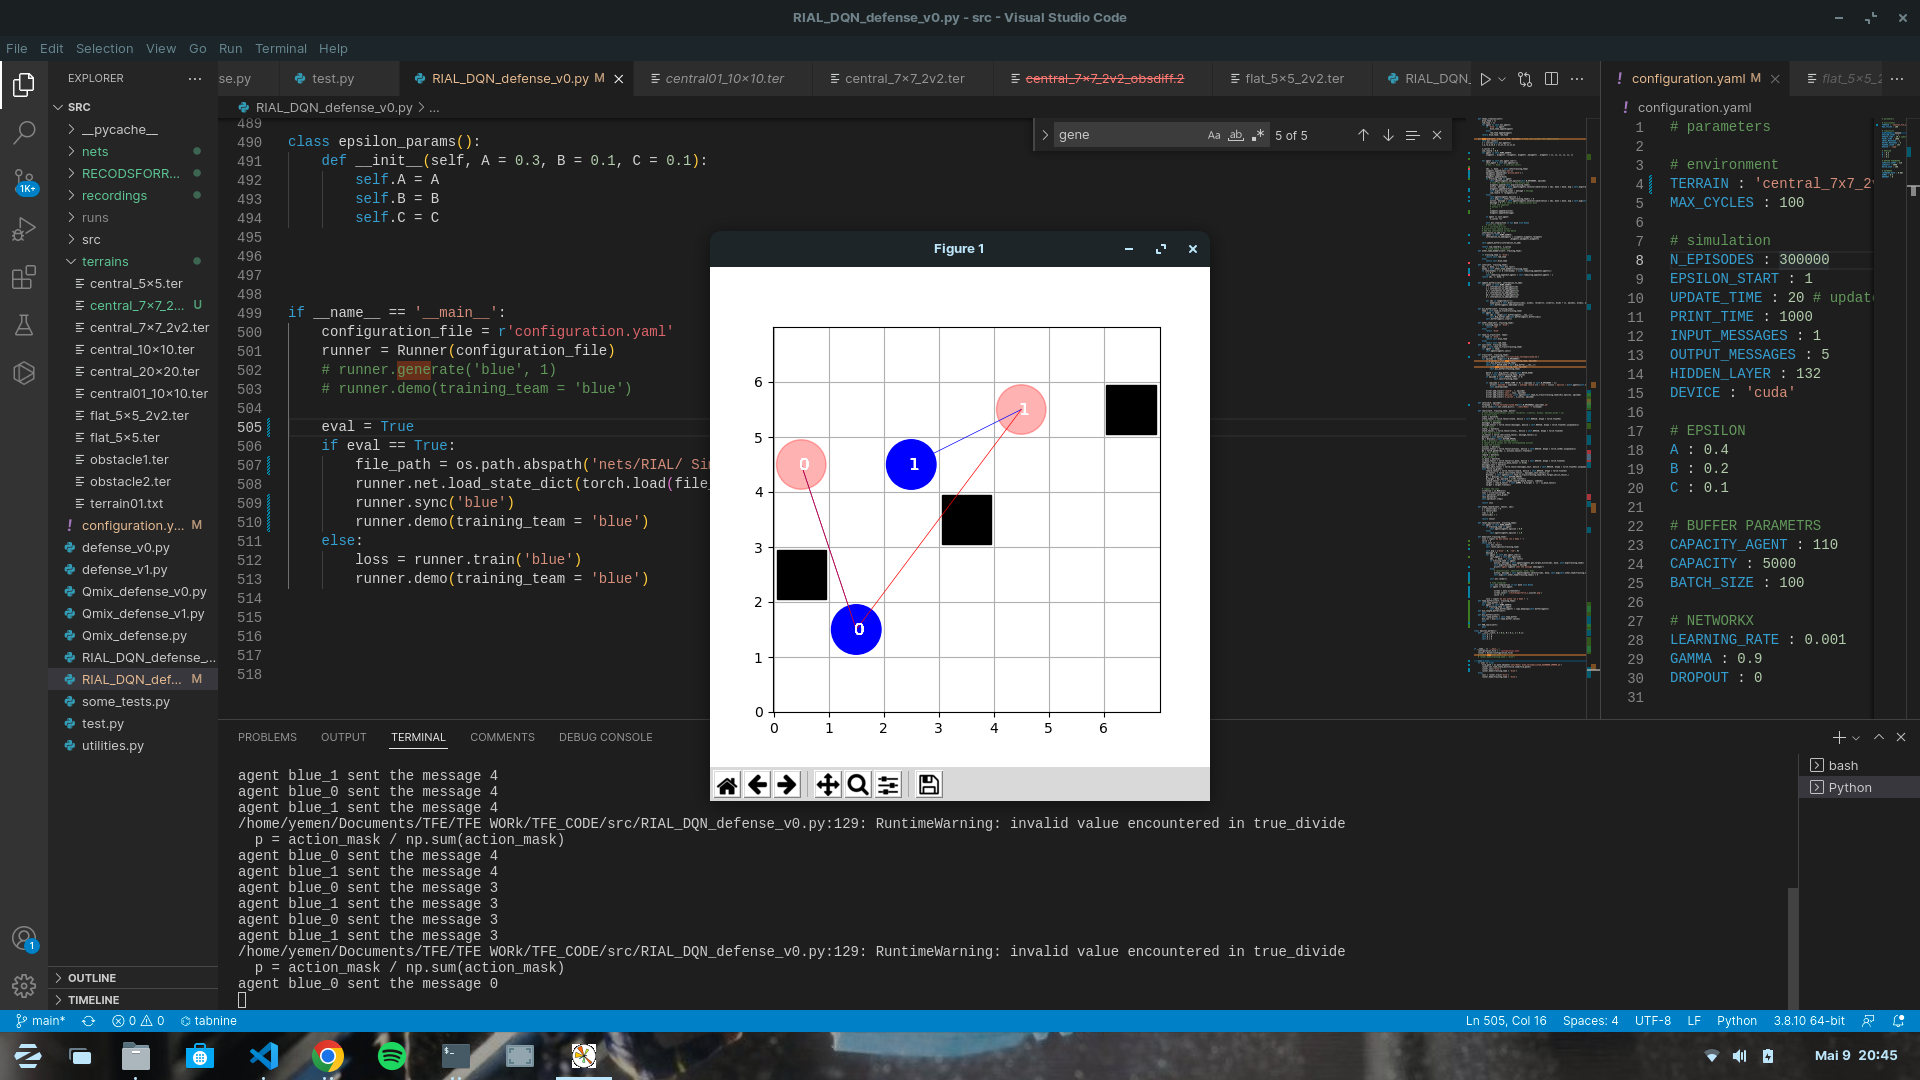 RIAL_DQN_defense_v0.py - src - Visual Studio Code
File Edit Selection View Go Run Terminal Help
EXPLORER
SRC
__pycache__
nets
RECODSFORR...
recordings
runs
src
terrains
central_5×5.ter
central_7×7_2... U
central_7×7_2v2.ter
central_10×10.ter
central_20×20.ter
central01_10×10.ter
flat_5×5_2v2.ter
flat_5×5.ter
obstacle1.ter
obstacle2.ter
terrain01.txt
configuration.y... M
defense_v0.py
defense_v1.py
Qmix_defense_v0.py
Qmix_defense_v1.py
Qmix_defense.py
RIAL_DQN_defense_...
RIAL_DQN_def... M
some_tests.py
test.py
utilities.py
OUTLINE
TIMELINE
1K+
1
se.py test.py RIAL_DQN_defense_v0.py M central01_10×10.ter central_7×7_2v2.ter central_7×7_2v2_obsdiff.2 flat_5×5_2v2.ter RIAL_DQN_
RIAL_DQN_defense_v0.py > ...
gene Aa ab 5 of 5
489
490 class epsilon_params():
491 def __init__(self, A = 0.3, B = 0.1, C = 0.1):
492 self.A = A
493 self.B = B
494 self.C = C
495
496
497
498
499 if __name__ == '__main__':
500 configuration_file = r'configuration.yaml'
501 runner = Runner(configuration_file)
502 # runner.generate('blue', 1)
503 # runner.demo(training_team = 'blue')
504
505 eval = True
506 if eval == True:
507 file_path = os.path.abspath('nets/RIAL/ Si
508 runner.net.load_state_dict(torch.load(file_
509 runner.sync('blue')
510 runner.demo(training_team = 'blue')
511 else:
512 loss = runner.train('blue')
513 runner.demo(training_team = 'blue')
514
515
516
517
518
configuration.yaml M flat_5×5_2
configuration.yaml
1 # parameters
2
3 # environment
4 TERRAIN : 'central_7x7_2v
5 MAX_CYCLES : 100
6
7 # simulation
8 N_EPISODES : 300000
9 EPSILON_START : 1
10 UPDATE_TIME : 20 # updat
11 PRINT_TIME : 1000
12 INPUT_MESSAGES : 1
13 OUTPUT_MESSAGES : 5
14 HIDDEN_LAYER : 132
15 DEVICE : 'cuda'
16
17 # EPSILON
18 A : 0.4
19 B : 0.2
20 C : 0.1
21
22 # BUFFER PARAMETRS
23 CAPACITY_AGENT : 110
24 CAPACITY : 5000
25 BATCH_SIZE : 100
26
27 # NETWORKX
28 LEARNING_RATE : 0.001
29 GAMMA : 0.9
30 DROPOUT : 0
31
Figure 1
6
5
4
3
2
1
0
0 1 2 3 4 5 6
1
0
1
0
PROBLEMS OUTPUT TERMINAL COMMENTS DEBUG CONSOLE
bash
Python
agent blue_1 sent the message 4
agent blue_0 sent the message 4
agent blue_1 sent the message 4
/home/yemen/Documents/TFE/TFE WORk/TFE_CODE/src/RIAL_DQN_defense_v0.py:129: RuntimeWarning: invalid value encountered in true_divide
p = action_mask / np.sum(action_mask)
agent blue_0 sent the message 4
agent blue_1 sent the message 4
agent blue_0 sent the message 3
agent blue_1 sent the message 3
agent blue_0 sent the message 3
agent blue_1 sent the message 3
/home/yemen/Documents/TFE/TFE WORk/TFE_CODE/src/RIAL_DQN_defense_v0.py:129: RuntimeWarning: invalid value encountered in true_divide
p = action_mask / np.sum(action_mask)
agent blue_0 sent the message 0
main* 0 0 tabnine Ln 505, Col 16 Spaces: 4 UTF-8 LF Python 3.8.10 64-bit
Mai 9 20:45